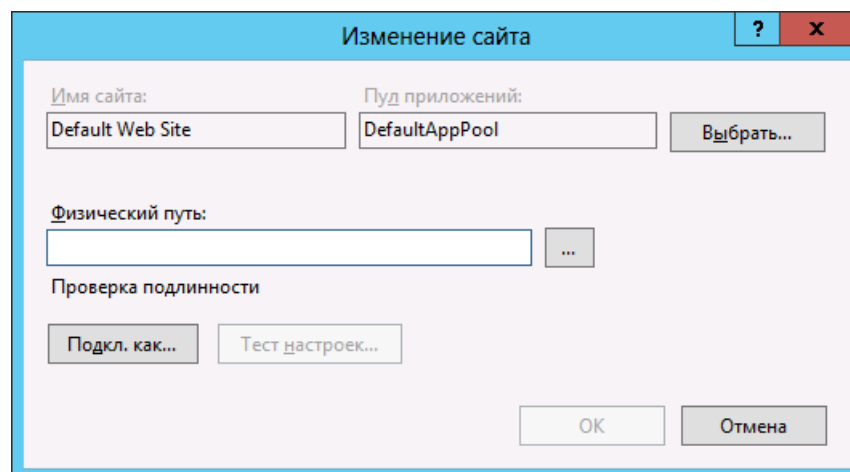 Изменение сайта
?
x
Имя сайта:
Пул приложений:
Default Web Site
DefaultAppPool
Выбрать...
Физический путь:
...
Проверка подлинности
Подкл. как...
Тест настроек...
ОК
Отмена